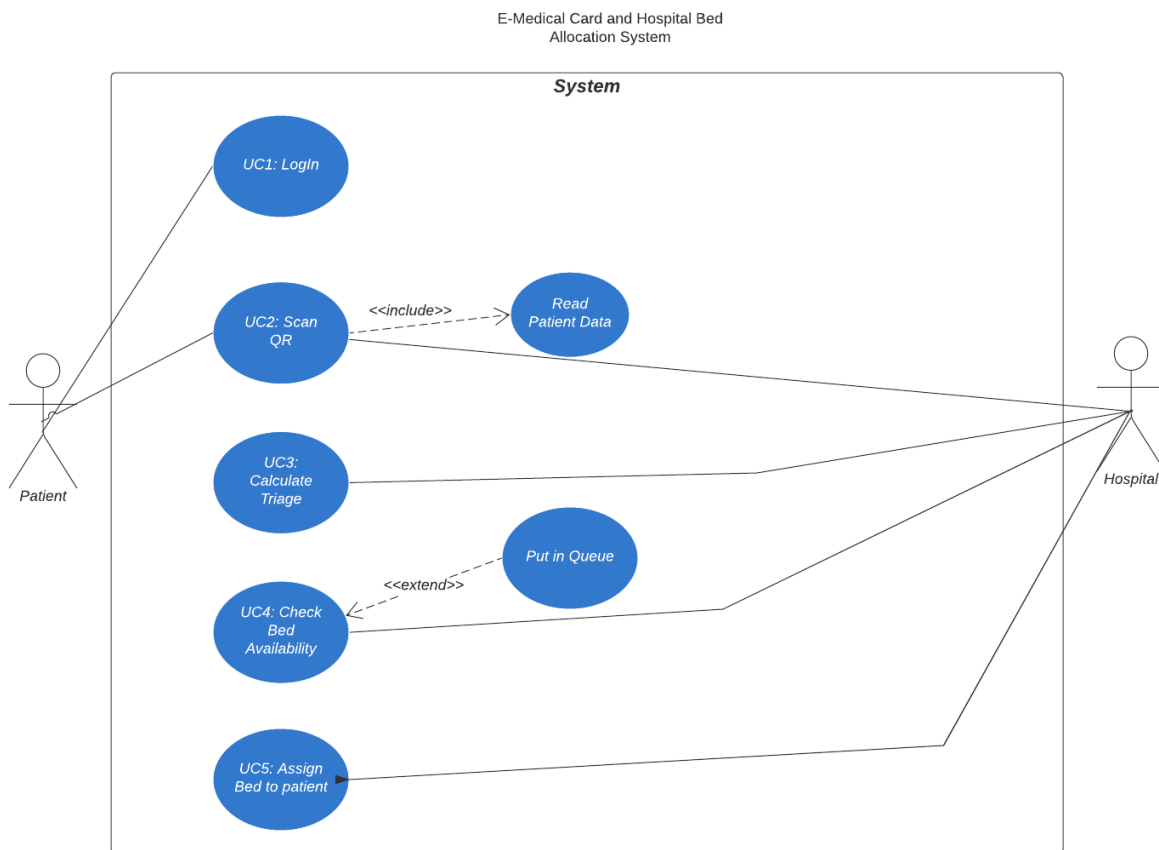 E-Medical Card and Hospital Bed
Allocation System
System
UC1: LogIn
UC2: Scan
QR
<<include>>
Read
Patient Data
Patient
UC3:
Calculate
Triage
Hospital
Put in Queue
<<extend>>
UC4: Check
Bed
Availability
UC5: Assign
Bed to patient